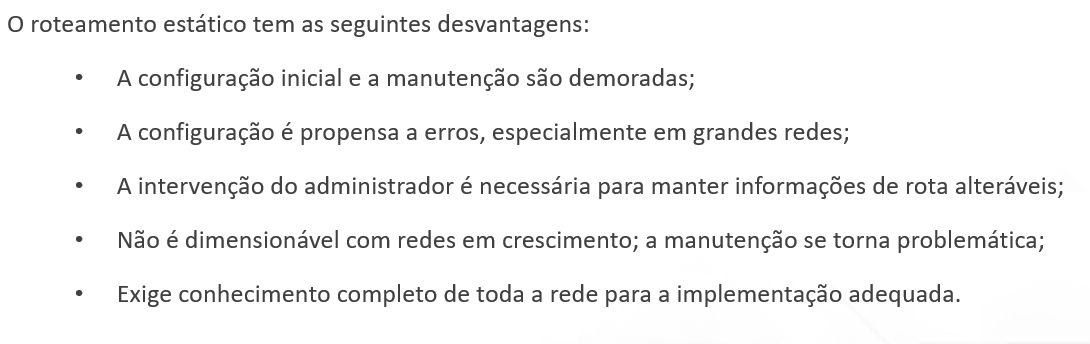 O roteamento estático tem as seguintes desvantagens:
• A configuração inicial e a manutenção são demoradas;
• A configuração é propensa a erros, especialmente em grandes redes;
• A intervenção do administrador é necessária para manter informações de rota alteráveis;
• Não é dimensionável com redes em crescimento; a manutenção se torna problemática;
• Exige conhecimento completo de toda a rede para a implementação adequada.